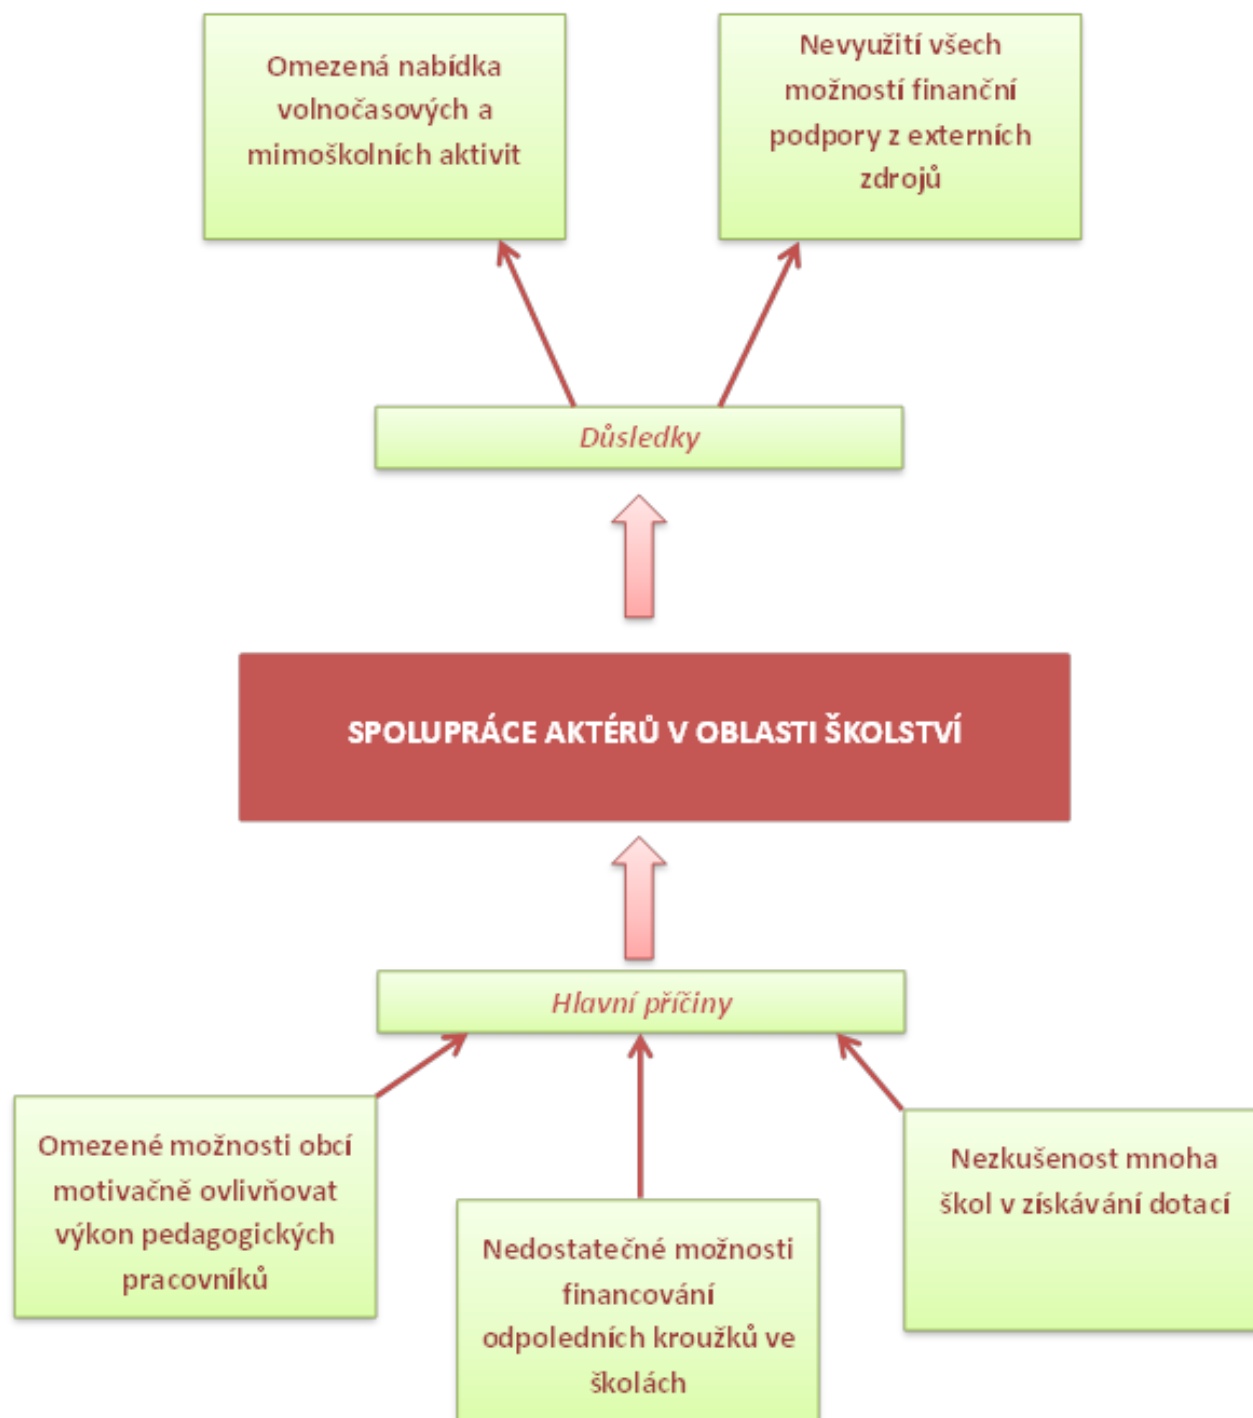 Omezená nabídka
volnočasových a
mimoškolních aktivit
Nevyužití všech
možností finanční
podpory z externích
zdrojů
Důsledky
SPOLUPRÁCE AKTÉRŮ V OBLASTI ŠKOLSTVÍ
Hlavní příčiny
Omezené možnosti obcí
motivačně ovlivňovat
výkon pedagogických
pracovníků
Nedostatečné možnosti
financování
odpoledních kroužků ve
školách
Nezkušenost mnoha
škol v získávání dotací